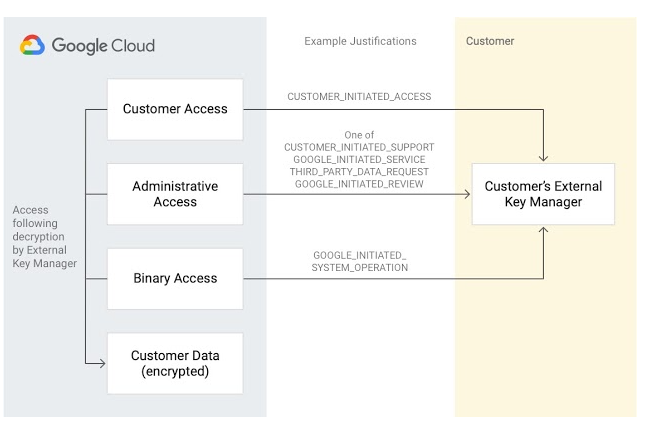 Google Cloud
Example Justifications
Customer
Customer Access
CUSTOMER_INITIATED_ACCESS
One of
CUSTOMER_INITIATED_SUPPORT
GOOGLE_INITIATED_SERVICE
THIRD_PARTY_DATA_REQUEST
GOOGLE_INITIATED_REVIEW
Administrative
Access
Customer's External
Key Manager
Access
following
decryption
by External
Key Manager
Binary Access
GOOGLE_INITIATED_
SYSTEM_OPERATION
Customer Data
(encrypted)